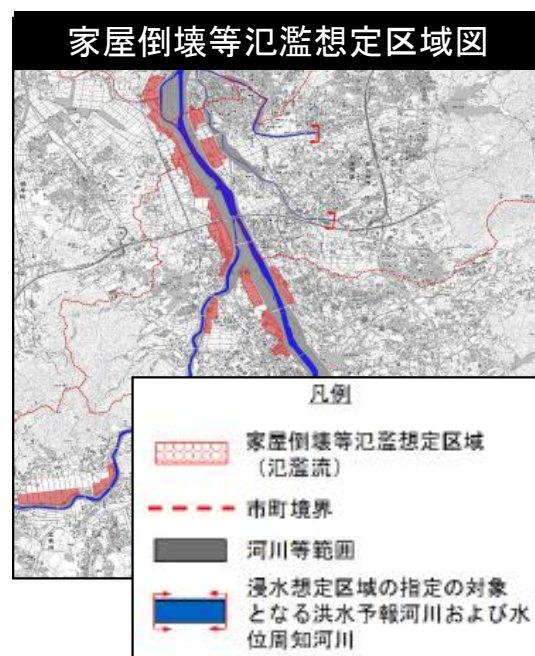 家屋倒壊等氾濫想定区域図
凡例
家屋倒壊等氾濫想定区域
（氾濫流）
市町境界
河川等範囲
浸水想定区域の指定の対象
となる洪水予報河川および水
位周知河川